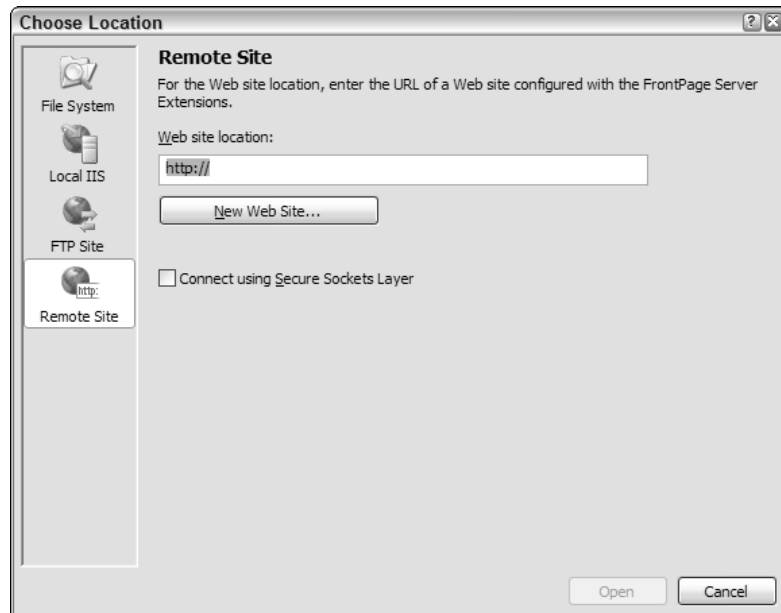 Choose Location
File System
Local IIS
FTP Site
http:
Remote Site
Remote Site
For the Web site location, enter the URL of a Web site configured with the FrontPage Server
Extensions.
Web site location:
http://
New Web Site...
Connect using Secure Sockets Layer
Open
Cancel